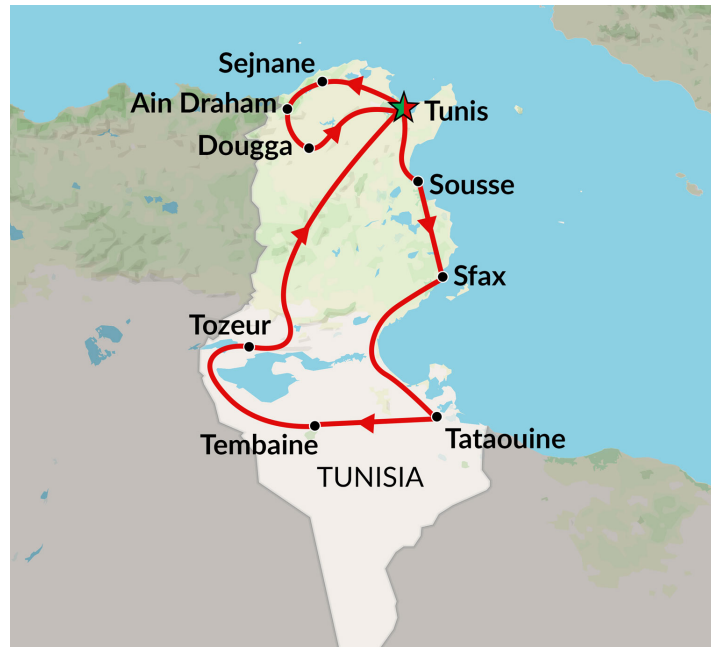 Sejnane
Ain Draham
Tunis
Dougga
Sousse
Sfax
Tozeur
Tembaine
Tataouine
TUNISIA